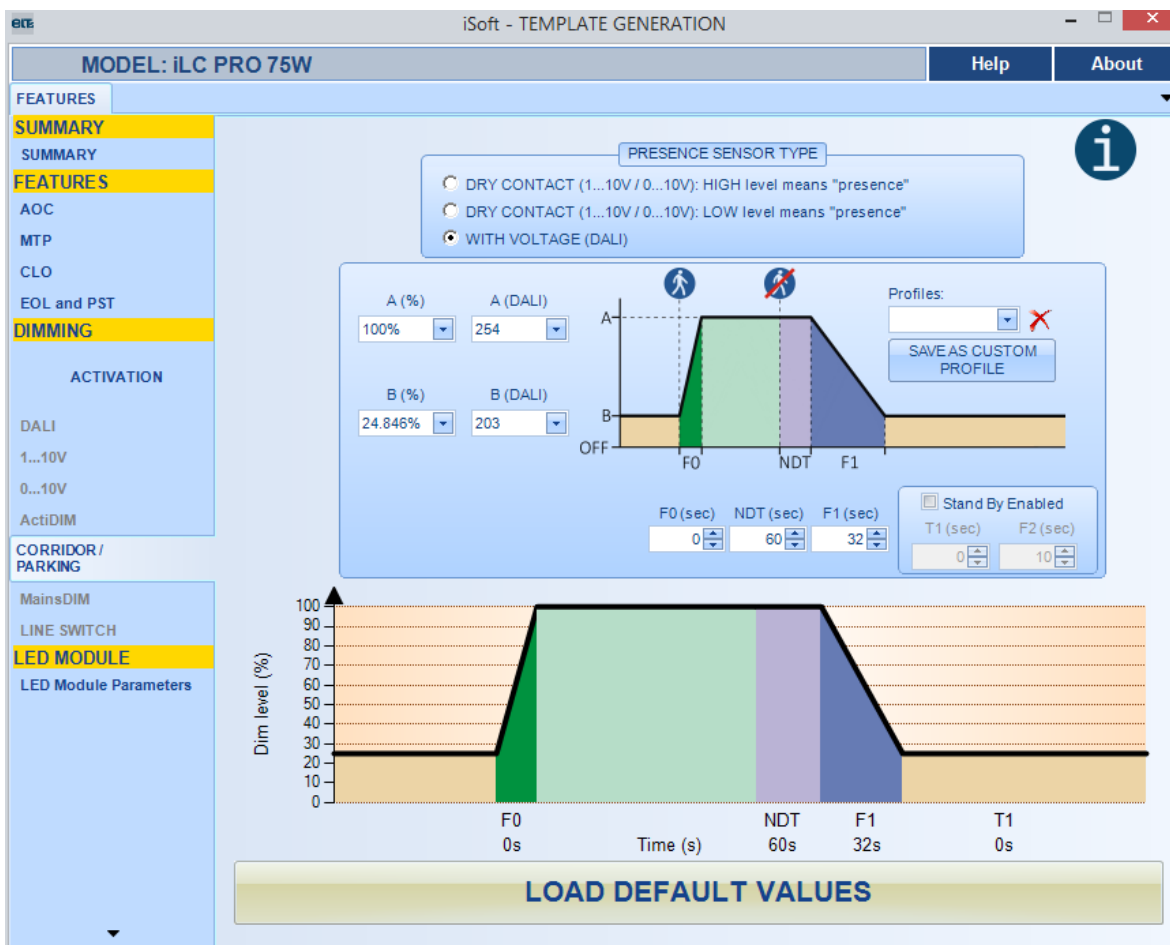 ELT
iSoft - TEMPLATE GENERATION
MODEL: iLC PRO 75W
Help
About
FEATURES
SUMMARY
SUMMARY
FEATURES
AOC
MTP
CLO
EOL and PST
DIMMING
ACTIVATION
DALI
1...10V
0...10V
ActiDIM
CORRIDOR /
PARKING
MainsDIM
LINE SWITCH
LED MODULE
LED Module Parameters
i
PRESENCE SENSOR TYPE
DRY CONTACT (1...10V / 0...10V): HIGH level means "presence"
DRY CONTACT (1...10V / 0...10V): LOW level means "presence"
WITH VOLTAGE (DALI)
A (%) A (DALI)
100% 254
B (%) B (DALI)
24.846% 203
A
B
OFF
F0 NDT F1
Profiles:
SAVE AS CUSTOM
PROFILE
F0 (sec) NDT (sec) F1 (sec)
0 60 32
Stand By Enabled
T1 (sec) F2 (sec)
0 10
Dim level (%)
100
90
80
70
60
50
40
30
20
10
0
F0 NDT F1 T1
0s Time (s) 60s 32s 0s
LOAD DEFAULT VALUES